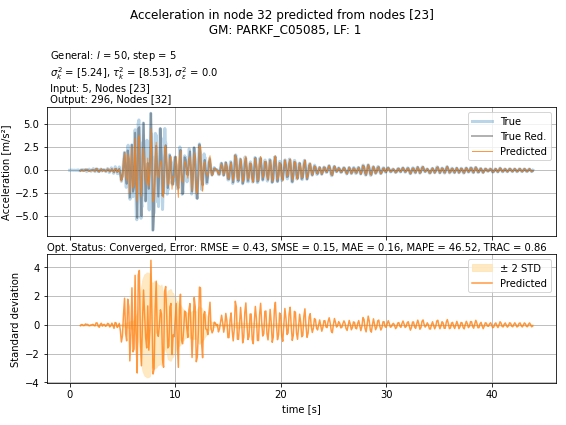 Acceleration in node 32 predicted from nodes [23]
GM: PARKF_C05085, LF: 1
General: l = 50, step = 5
σ²ₖ = [5.24], τ²ₖ = [8.53], σ²ε = 0.0
Input: 5, Nodes [23]
Output: 296, Nodes [32]
Acceleration [m/s²]
5.0
2.5
0.0
−2.5
−5.0
True
True Red.
Predicted
Opt. Status: Converged, Error: RMSE = 0.43, SMSE = 0.15, MAE = 0.16, MAPE = 46.52, TRAC = 0.86
Standard deviation
4
2
0
−2
−4
± 2 STD
Predicted
0
10
20
30
40
time [s]